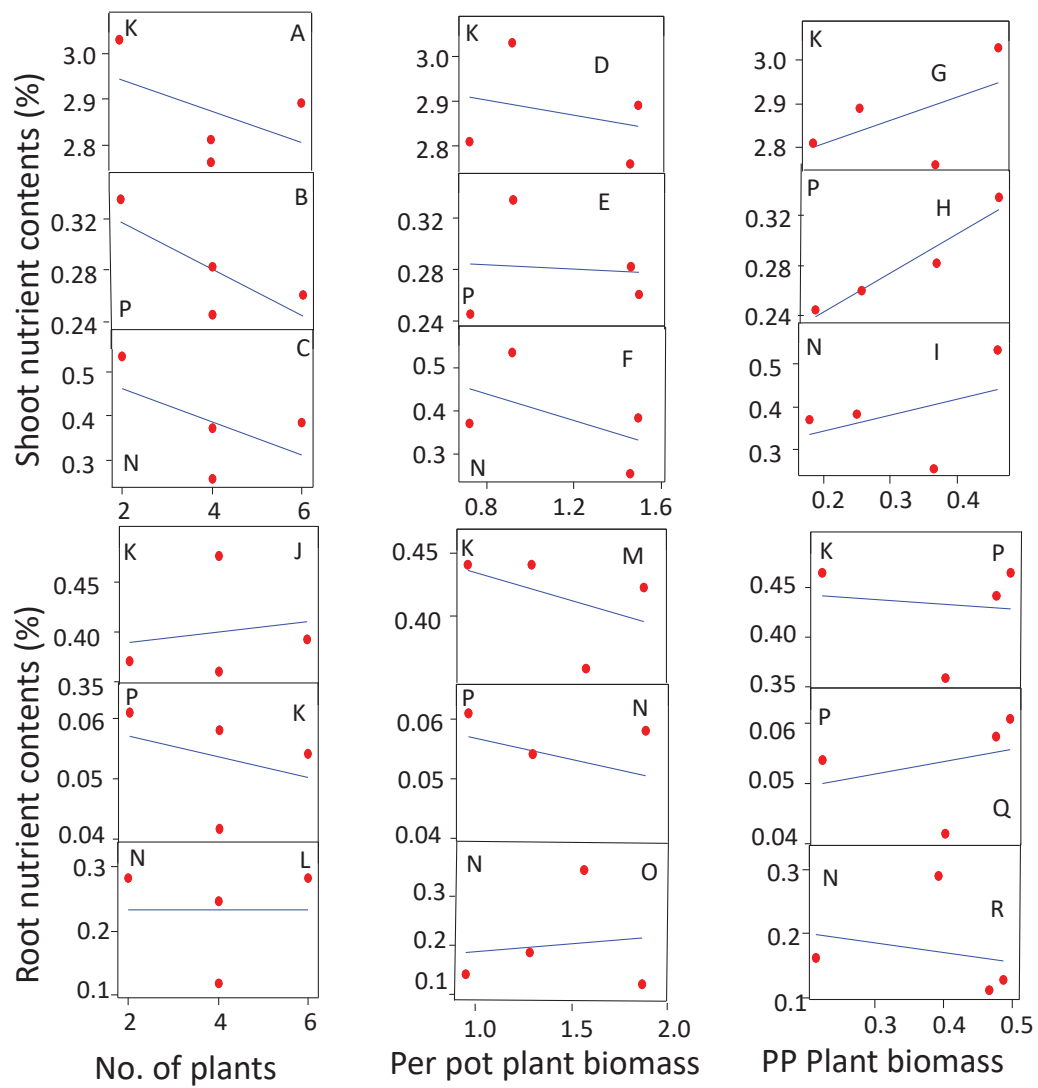 Shoot nutrient contents (%)
K A
3.0
2.9
2.8
B
0.32
0.28
0.24
P
C
0.5
0.4
0.3
N
2 4 6
K
D
3.0
2.9
2.8
E
0.32
0.28
0.24
P
F
0.5
0.4
0.3
N
0.8 1.2 1.6
K
G
3.0
2.9
2.8
P
H
0.32
0.28
0.24
N I
0.5
0.4
0.3
0.2 0.3 0.4
Root nutrient contents (%)
K J
0.45
0.40
0.35
P K
0.06
0.05
0.04
N L
0.3
0.2
0.1
2 4 6
No. of plants
K M
0.45
0.40
P N
0.06
0.05
0.04
N O
0.3
0.2
0.1
1.0 1.5 2.0
Per pot plant biomass
K P
0.45
0.40
0.35
P
0.06
0.05
Q
0.04
N
0.3
R
0.2
0.1
0.3 0.4 0.5
PP Plant biomass